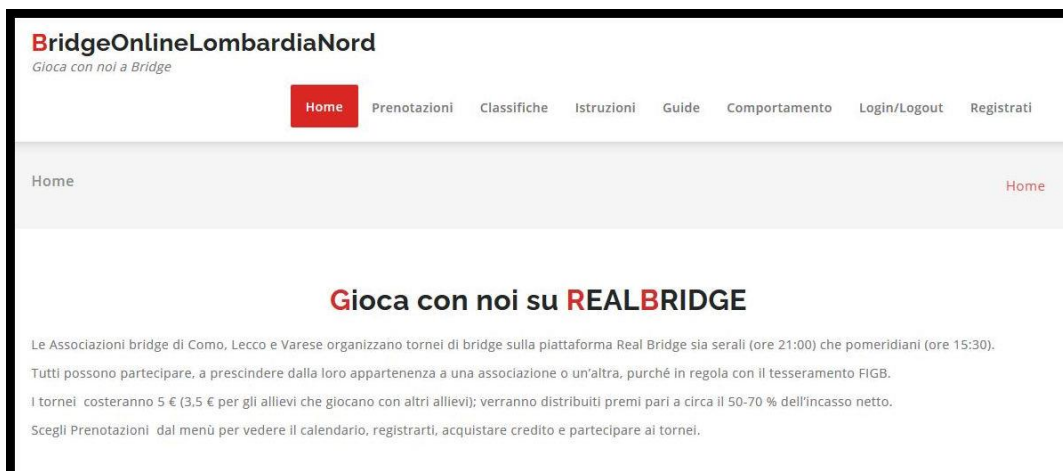 BridgeOnlineLombardiaNord
Gioca con noi a Bridge
Home Prenotazioni Classifiche Istruzioni Guide Comportamento Login/Logout Registrati
Home Home
Gioca con noi su REALBRIDGE
Le Associazioni bridge di Como, Lecco e Varese organizzano tornei di bridge sulla piattaforma Real Bridge sia serali (ore 21:00) che pomeridiani (ore 15:30).
Tutti possono partecipare, a prescindere dalla loro appartenenza a una associazione o un'altra, purché in regola con il tesseramento FIGB.
I tornei costeranno 5 € (3,5 € per gli allievi che giocano con altri allievi); verranno distribuiti premi pari a circa il 50-70 % dell'incasso netto.
Scegli Prenotazioni dal menù per vedere il calendario, registrarti, acquistare credito e partecipare ai tornei.